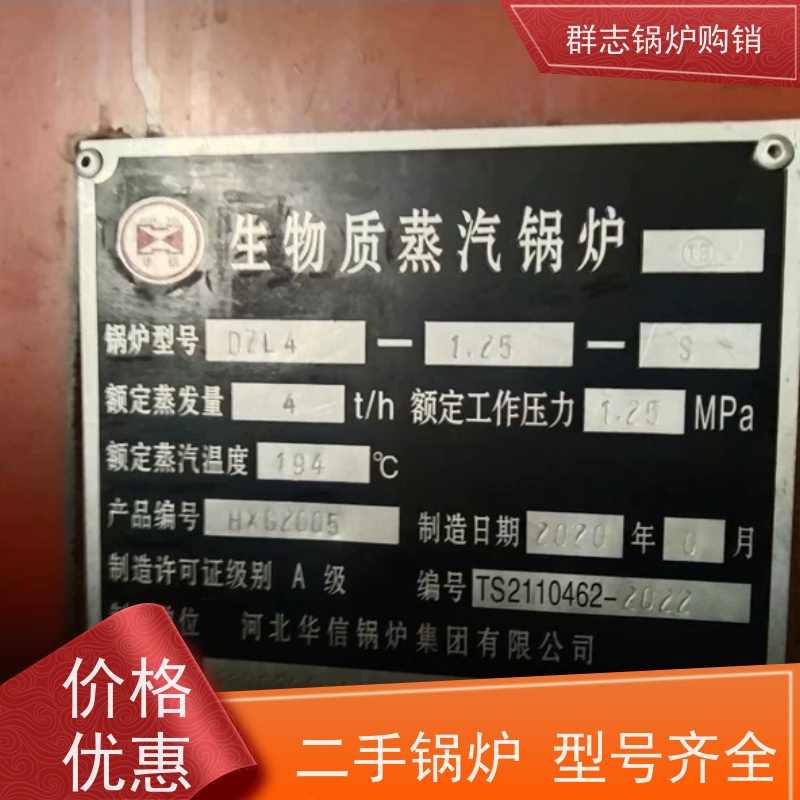 群志锅炉购销
生物质蒸汽锅炉
锅炉型号 DZL4 — 1.25 — S
额定蒸发量 4 t/h 额定工作压力 1.25 MPa
额定蒸汽温度 194 ℃
产品编号 HXG2005 制造日期 2020 年 月
制造许可证级别 A 级 编号 TS2110462-2022
单位 河北华信锅炉集团有限公司
价格
优惠
二手锅炉 型号齐全